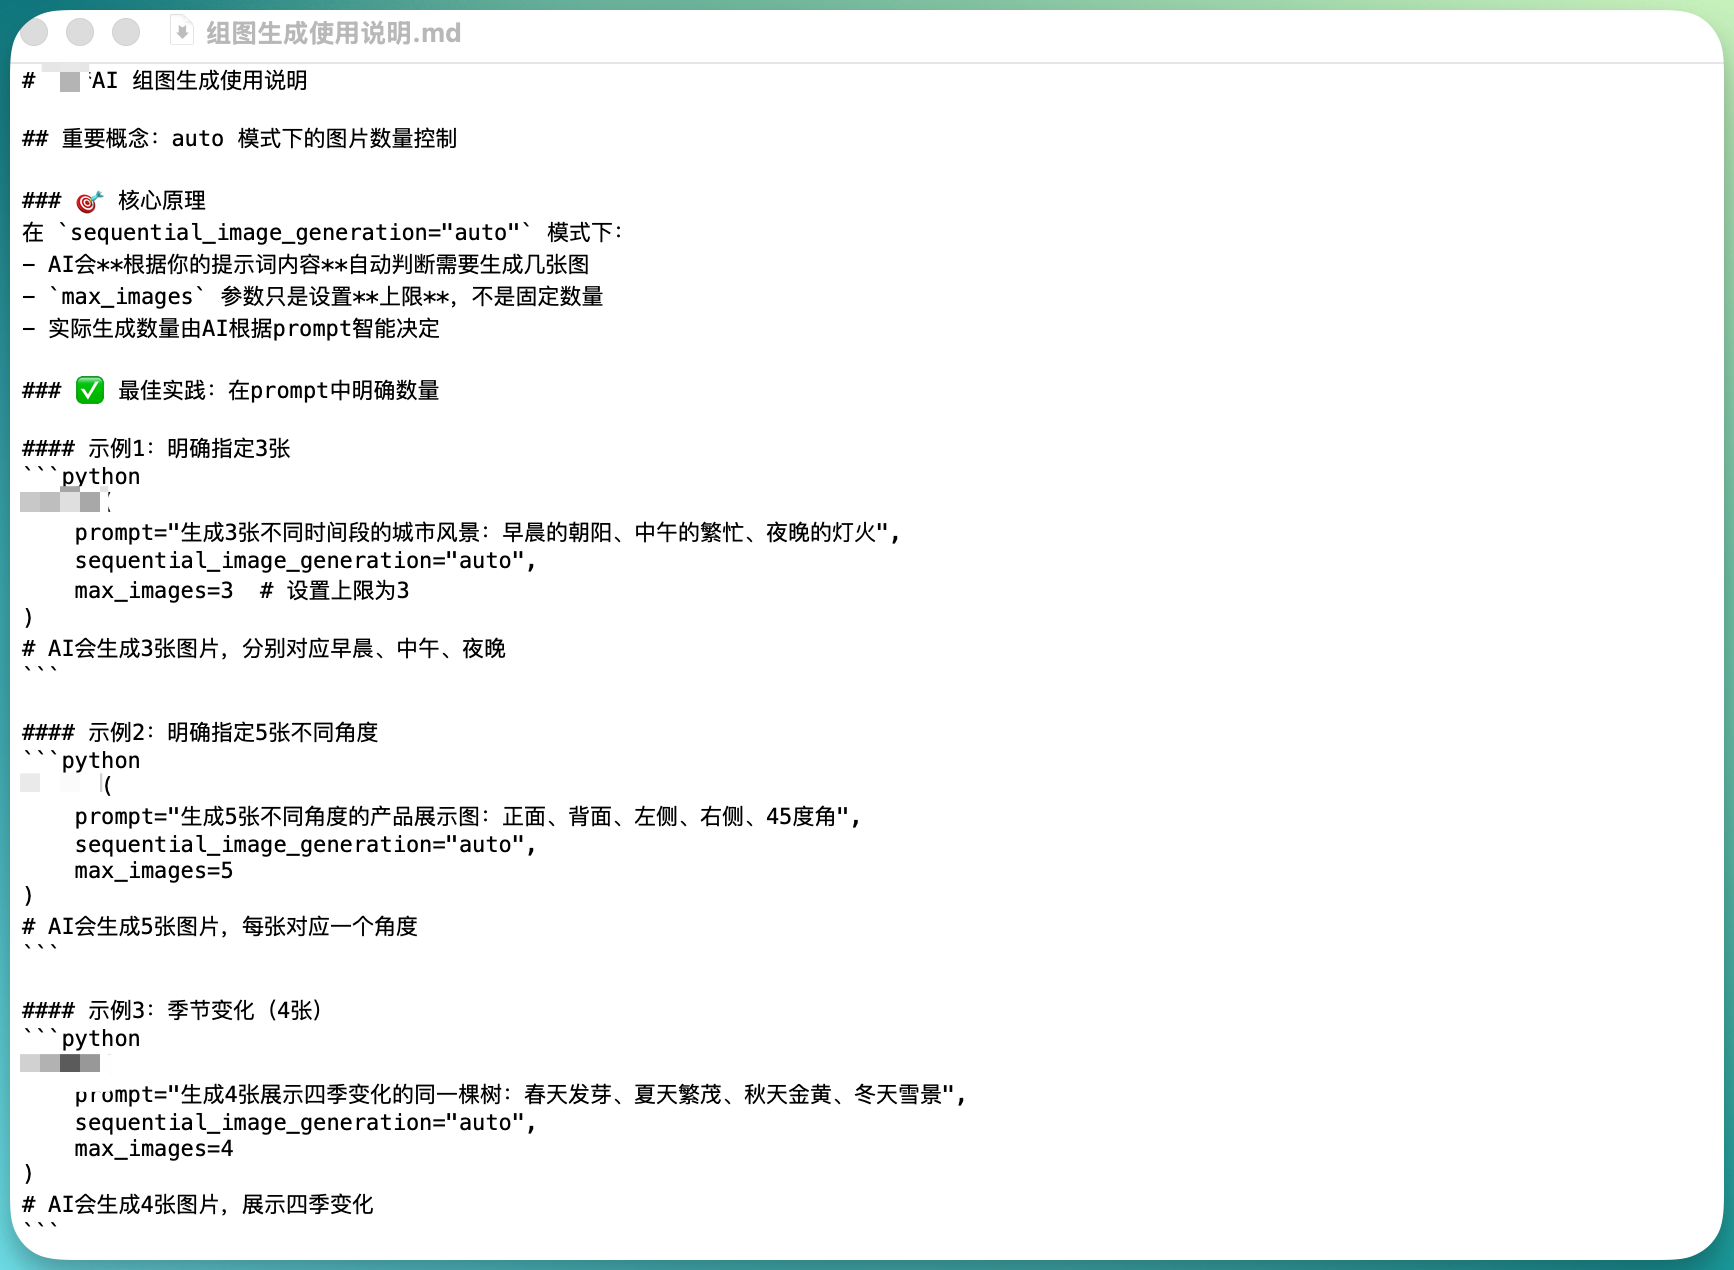 组图生成使用说明.md
# AI 组图生成使用说明
## 重要概念：auto 模式下的图片数量控制
### 🎯 核心原理
在 `sequential_image_generation="auto"` 模式下：
- AI会**根据你的提示词内容**自动判断需要生成几张图
- `max_images` 参数只是设置**上限**，不是固定数量
- 实际生成数量由AI根据prompt智能决定
### ✅ 最佳实践：在prompt中明确数量
#### 示例1：明确指定3张
```python
(
    prompt="生成3张不同时间段的城市风景：早晨的朝阳、中午的繁忙、夜晚的灯火",
    sequential_image_generation="auto",
    max_images=3  # 设置上限为3
)
# AI会生成3张图片，分别对应早晨、中午、夜晚
```
#### 示例2：明确指定5张不同角度
```python
(
    prompt="生成5张不同角度的产品展示图：正面、背面、左侧、右侧、45度角",
    sequential_image_generation="auto",
    max_images=5
)
# AI会生成5张图片，每张对应一个角度
```
#### 示例3：季节变化（4张）
```python
    prompt="生成4张展示四季变化的同一棵树：春天发芽、夏天繁茂、秋天金黄、冬天雪景",
    sequential_image_generation="auto",
    max_images=4
)
# AI会生成4张图片，展示四季变化
```